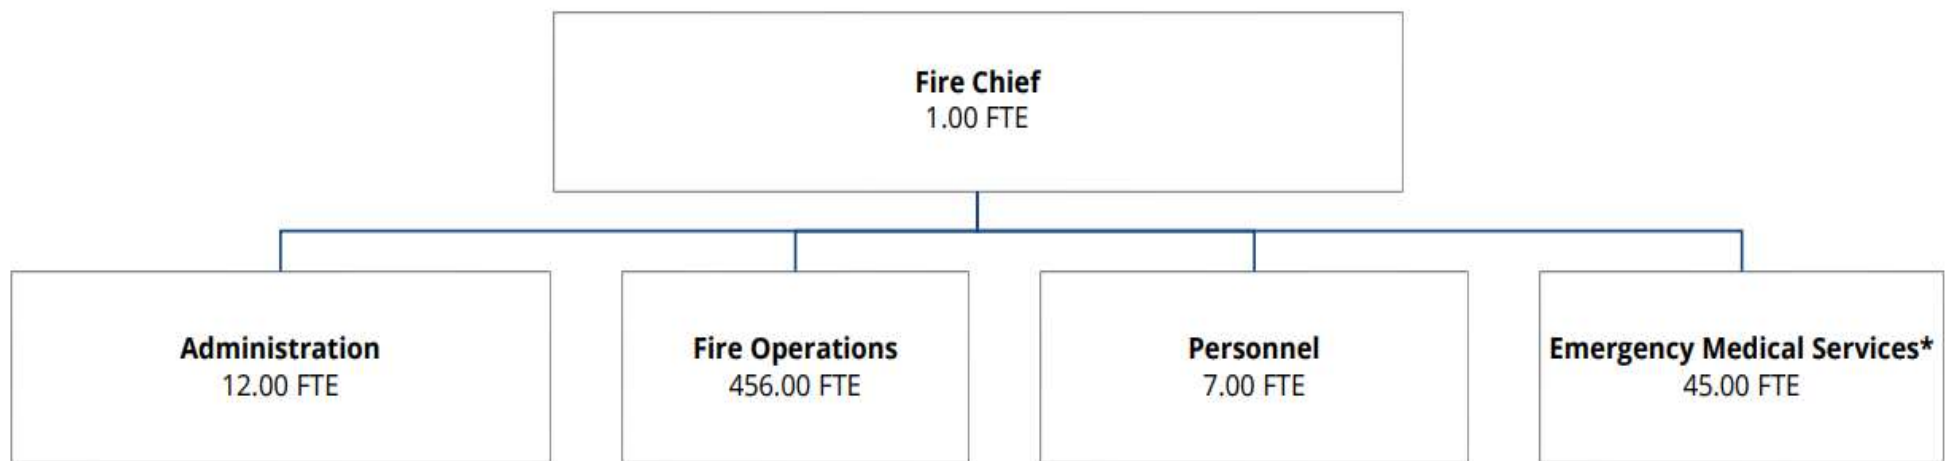 Fire Chief
1.00 FTE
Administration
12.00 FTE
Fire Operations
456.00 FTE
Personnel
7.00 FTE
Emergency Medical Services*
45.00 FTE